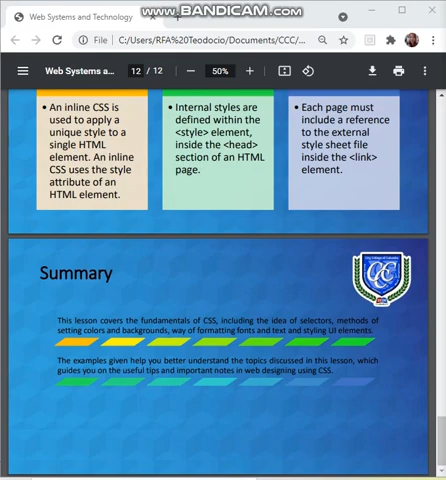 Web Systems and Technology
www.BANDICAM.com
File
C:/Users/RFA%20Teodocio/Documents/CCC/
Web Systems a...
12 / 12
50%
• An inline CSS is
used to apply a
unique style to a
single HTML
element. An inline
CSS uses the style
attribute of an
HTML element.
• Internal styles are
defined within the
<style> element,
inside the <head>
section of an HTML
page.
• Each page must
include a reference
to the external
style sheet file
inside the <link>
element.
Summary
This lesson covers the fundamentals of CSS, including the idea of selectors, methods of
setting colors and backgrounds, way of formatting fonts and text and styling UI elements.
The examples given help you better understand the topics discussed in this lesson, which
guides you on the useful tips and important notes in web designing using CSS.